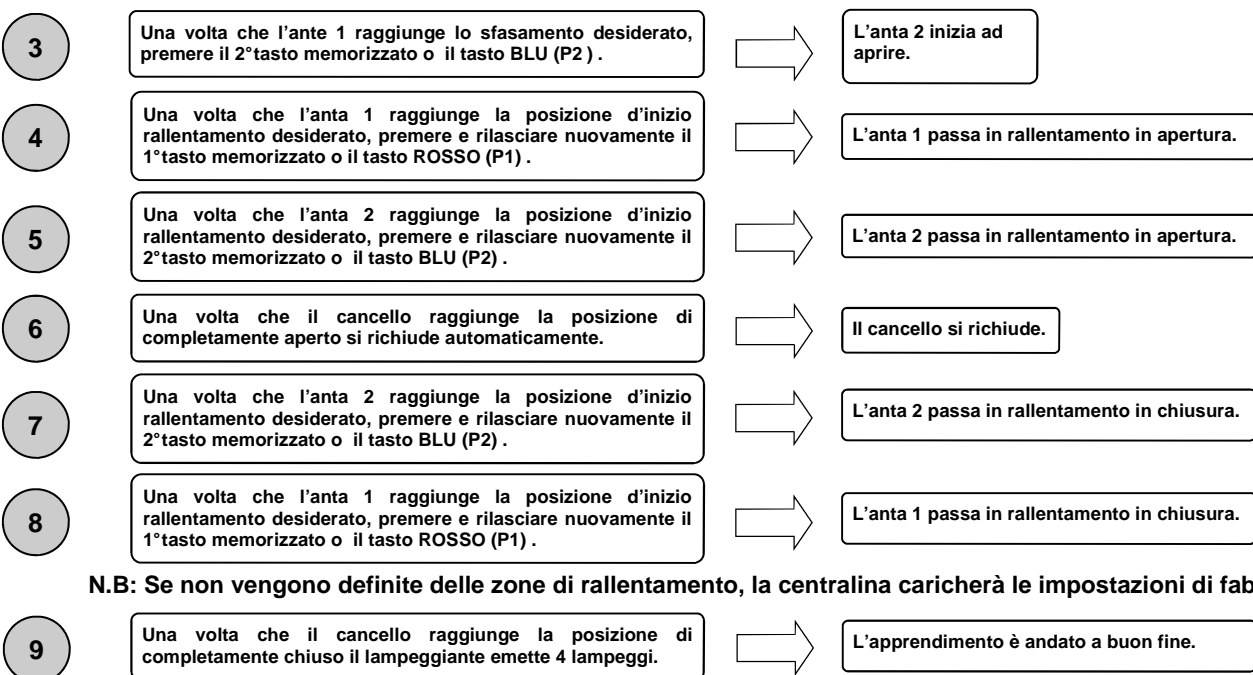 3
Una volta che l'ante 1 raggiunge lo sfasamento desiderato,
premere il 2°tasto memorizzato o il tasto BLU (P2 ) .
L'anta 2 inizia ad
aprire.
4
Una volta che l'anta 1 raggiunge la posizione d'inizio
rallentamento desiderato, premere e rilasciare nuovamente il
1°tasto memorizzato o il tasto ROSSO (P1) .
L'anta 1 passa in rallentamento in apertura.
5
Una volta che l'anta 2 raggiunge la posizione d'inizio
rallentamento desiderato, premere e rilasciare nuovamente il
2°tasto memorizzato o il tasto BLU (P2) .
L'anta 2 passa in rallentamento in apertura.
6
Una volta che il cancello raggiunge la posizione di
completamente aperto si richiude automaticamente.
Il cancello si richiude.
7
Una volta che l'anta 2 raggiunge la posizione d'inizio
rallentamento desiderato, premere e rilasciare nuovamente il
2°tasto memorizzato o il tasto BLU (P2) .
L'anta 2 passa in rallentamento in chiusura.
8
Una volta che l'anta 1 raggiunge la posizione d'inizio
rallentamento desiderato, premere e rilasciare nuovamente il
1°tasto memorizzato o il tasto ROSSO (P1) .
L'anta 1 passa in rallentamento in chiusura.
N.B: Se non vengono definite delle zone di rallentamento, la centralina caricherà le impostazioni di fab
9
Una volta che il cancello raggiunge la posizione di
completamente chiuso il lampeggiante emette 4 lampeggi.
L'apprendimento è andato a buon fine.